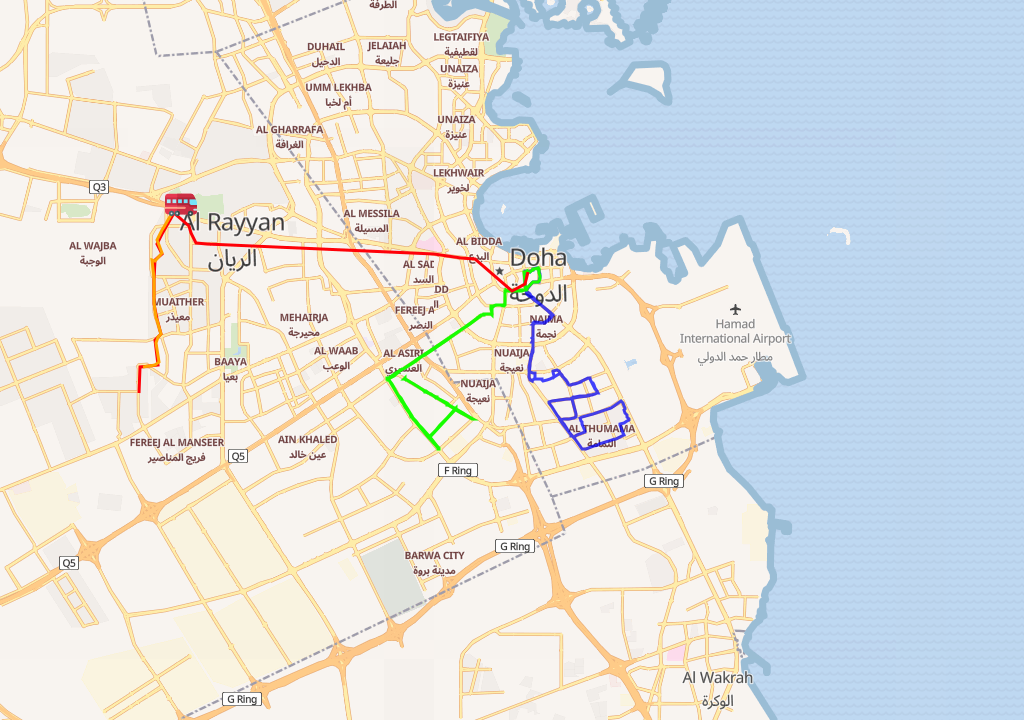 الطرفة
LEGTAIFIYA
لقطيفية
DUHAIL
الدحيل
JELAIAH
جليعة
UNAIZA
عنيزة
UMM LEKHBA
أم لخبا
UNAIZA
عنيزة
AL GHARRAFA
الغرافة
LEKHWAIR
لخوير
Q3
AL MESSILA
المسيلة
Al Rayyan
الريان
AL WAJBA
الوجبة
AL BIDDA
البدع
Doha
الدوحة
AL SAD
السد
DD
ال
MUAITHER
معيذر
FEREEJ A
النصر
MEHAIRJA
محيرجة
NAJMA
نجمة
Hamad
International Airport
مطار حمد الدولي
AL WAAB
الوعب
AL ASIRI
العسيري
NUAIJA
نعيجة
BAAYA
بعيا
NUAIJA
نعيجة
AL THUMAMA
الثمامة
FEREEJ AL MANSEER
فريج المناصير
AIN KHALED
عين خالد
Q5
F Ring
G Ring
G Ring
BARWA CITY
مدينة بروة
Q5
Al Wakrah
الوكرة
G Ring